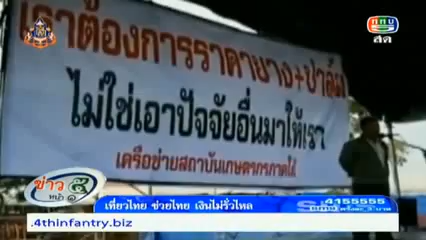 ททบ
5
สด
เราต้องการราคายาง+ปาล์ม
ไม่ใช่เอาปัจจัยอื่นมาให้เรา
เครือข่ายสถาบันเกษตรกรภาคใต้
ข่าว ๕
หน้า ๑
เที่ยวไทย ช่วยไทย เงินไม่รั่วไหล
4155555
.4thinfantry.biz